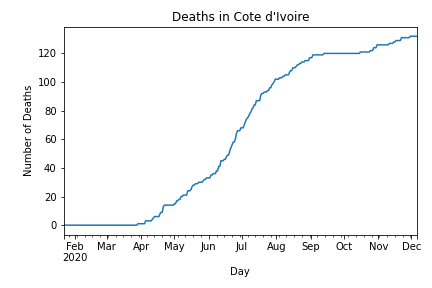 Deaths in Cote d'Ivoire
Number of Deaths
120
100
80
60
40
20
0
Feb Mar Apr May Jun Jul Aug Sep Oct Nov Dec
2020
Day